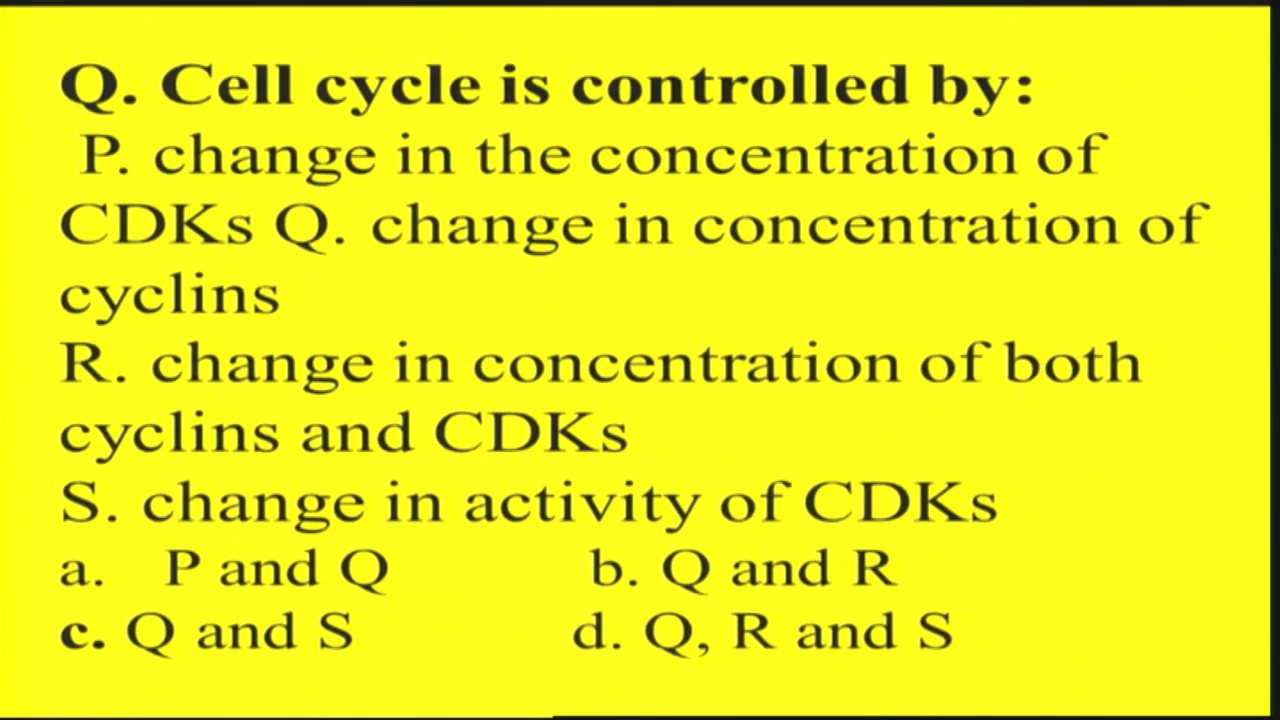 Q. Cell cycle is controlled by:
P. change in the concentration of
CDKs Q. change in concentration of
cyclins
R. change in concentration of both
cyclins and CDKs
S. change in activity of CDKs
a. P and Q b. Q and R
c. Q and S d. Q, R and S